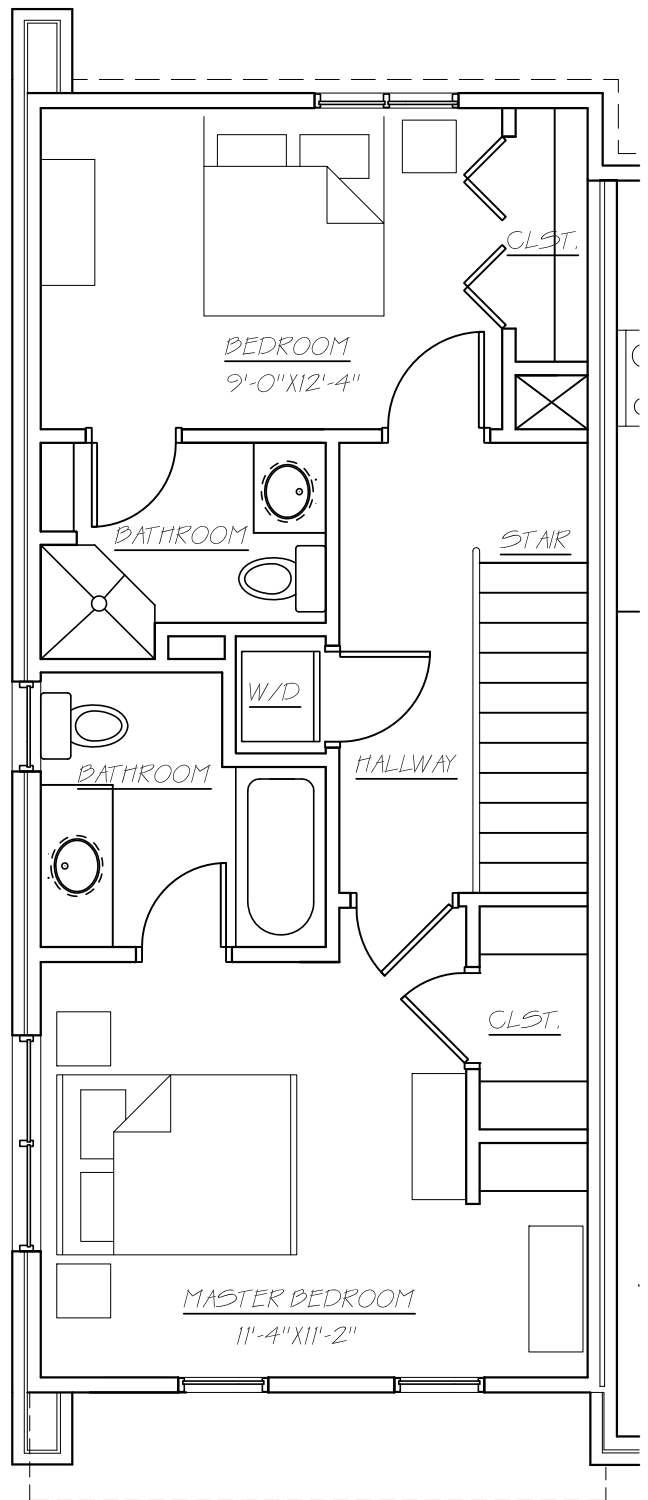 CLST.
BEDROOM
9'-0"X12'-4"
BATHROOM
STAIR
W/D
HALLWAY
BATHROOM
CLST.
MASTER BEDROOM
11'-4"X11'-2"